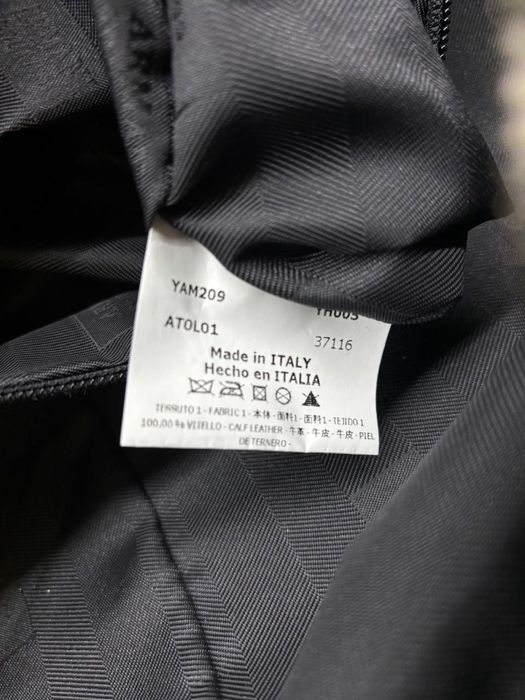 YAM209 YH003
ATOL01 37116
Made in ITALY
Hecho en ITALIA
TESSUTO 1 - FABRIC 1 - 本体 - 面料1 - 面料1 - TEJIDO 1
100,00 % VITELLO - CALF LEATHER - 牛革 - 牛皮 - 牛皮 - PIEL
DE TERNERO -